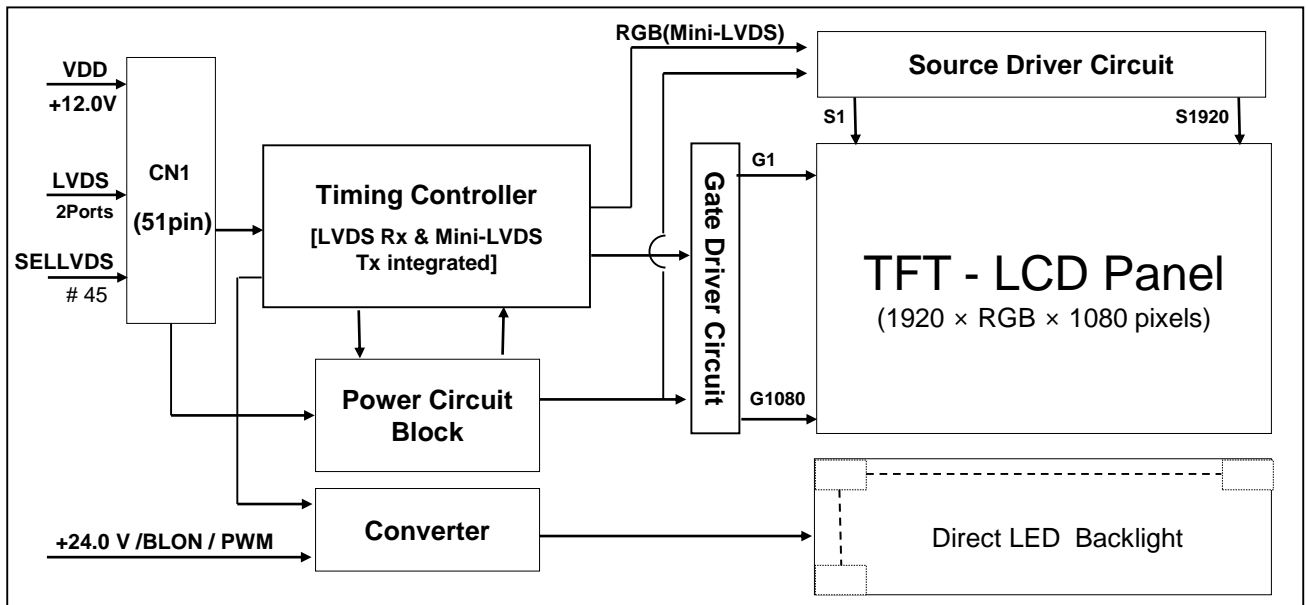 RGB(Mini-LVDS)
Source Driver Circuit
S1
S1920
VDD
+12.0V
LVDS
2Ports
SELLVDS
# 45
CN1
(51pin)
Timing Controller
[LVDS Rx & Mini-LVDS
Tx integrated]
Power Circuit
Block
Gate Driver Circuit
G1
G1080
TFT - LCD Panel
(1920 × RGB × 1080 pixels)
+24.0 V /BLON / PWM
Converter
Direct LED Backlight